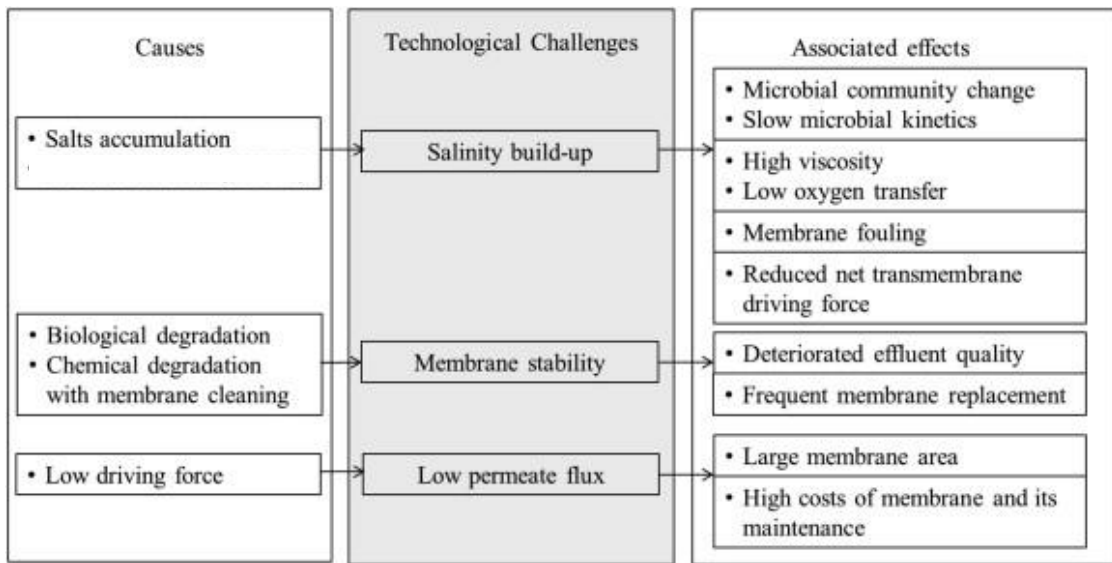 Causes
• Salts accumulation
• Biological degradation
• Chemical degradation
with membrane cleaning
• Low driving force
Technological Challenges
Salinity build-up
Membrane stability
Low permeate flux
Associated effects
• Microbial community change
• Slow microbial kinetics
• High viscosity
• Low oxygen transfer
• Membrane fouling
• Reduced net transmembrane
driving force
• Deteriorated effluent quality
• Frequent membrane replacement
• Large membrane area
• High costs of membrane and its
maintenance